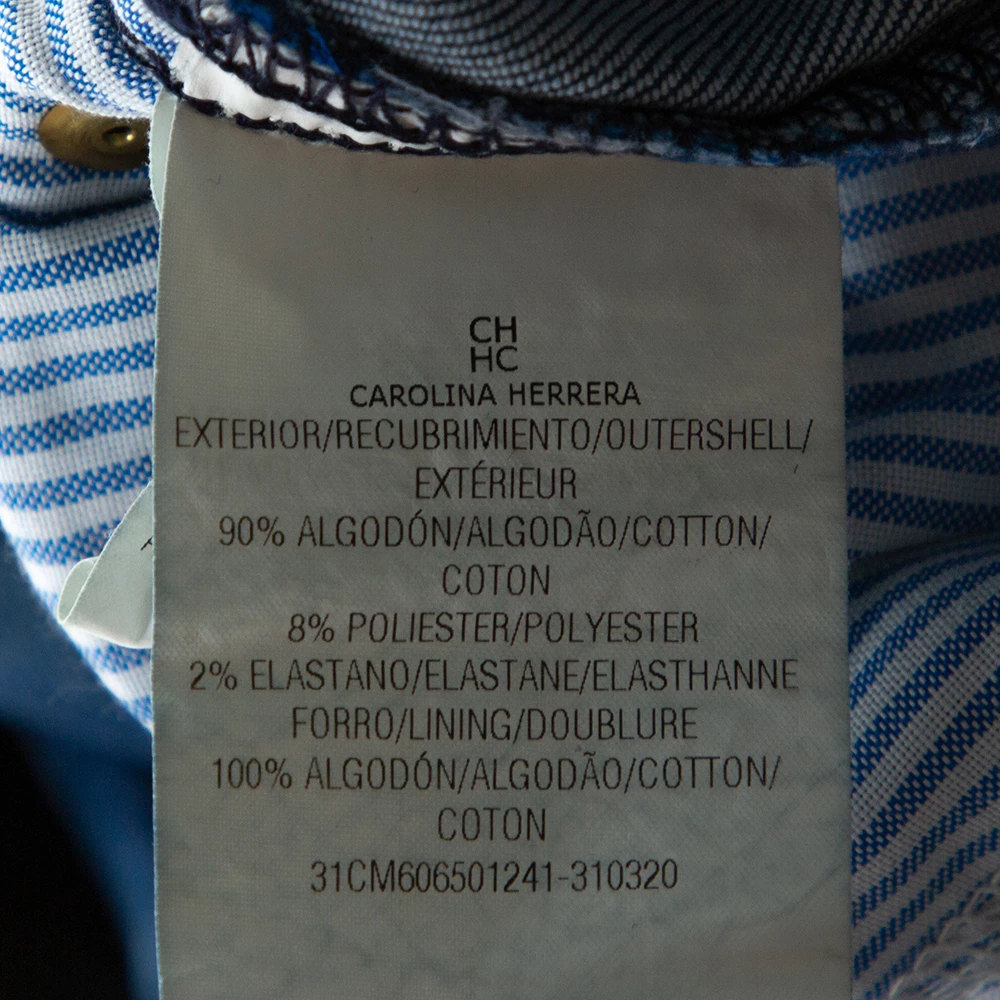 CH
HC
CAROLINA HERRERA
EXTERIOR/RECUBRIMIENTO/OUTERSHELL/
EXTÉRIEUR
90% ALGODÓN/ALGODÃO/COTTON/
COTON
8% POLIESTER/POLYESTER
2% ELASTANO/ELASTANE/ELASTHANNE
FORRO/LINING/DOUBLURE
100% ALGODÓN/ALGODÃO/COTTON/
COTON
31CM606501241-310320